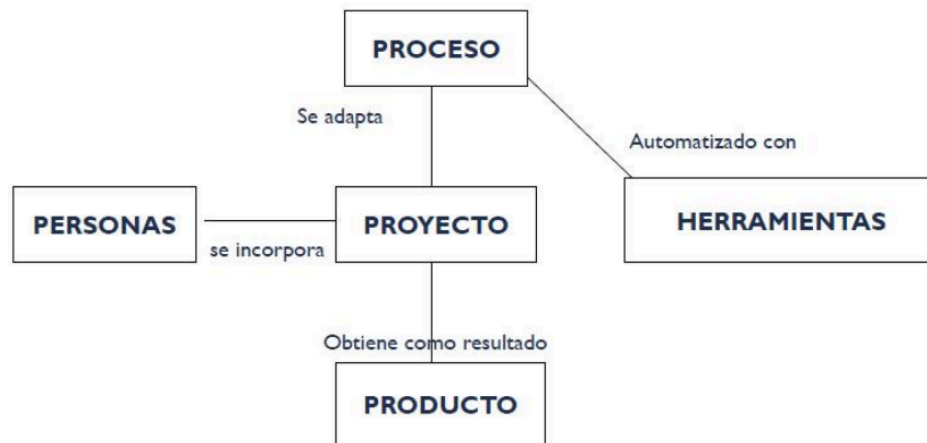 PROCESO
Se adapta
Automatizado con
PERSONAS
se incorpora
PROYECTO
HERRAMIENTAS
Obtiene como resultado
PRODUCTO